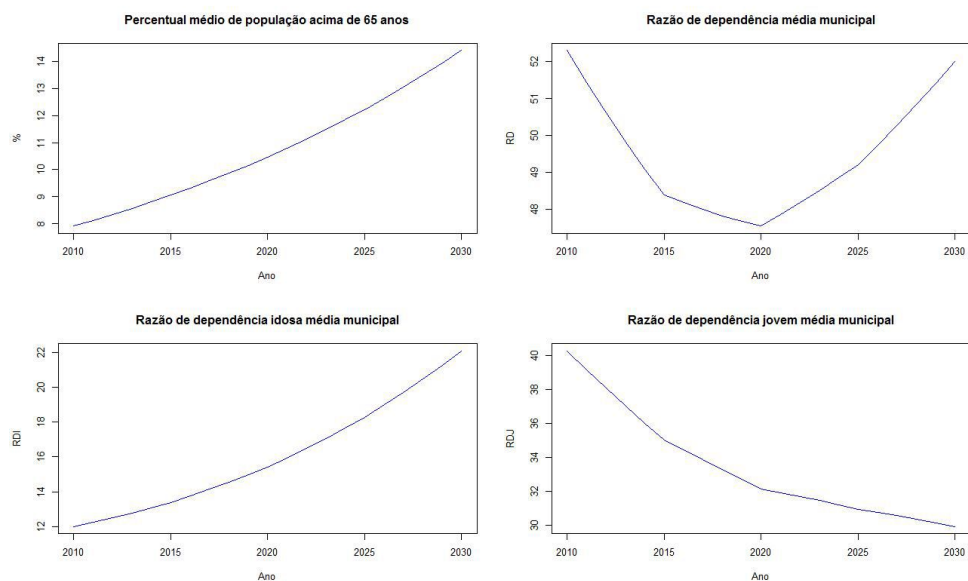 Percentual médio de população acima de 65 anos
%
14
13
12
11
10
9
8
2010 2015 2020 2025 2030
Ano
Razão de dependência média municipal
RD
52
51
50
49
48
2010 2015 2020 2025 2030
Ano
Razão de dependência idosa média municipal
RDI
22
20
18
16
14
12
2010 2015 2020 2025 2030
Ano
Razão de dependência jovem média municipal
RDJ
40
38
36
34
32
30
2010 2015 2020 2025 2030
Ano